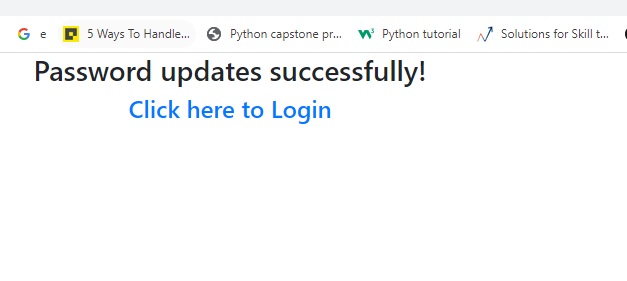 e 5 Ways To Handle... Python capstone pr... Python tutorial Solutions for Skill t...
Password updates successfully!
Click here to Login